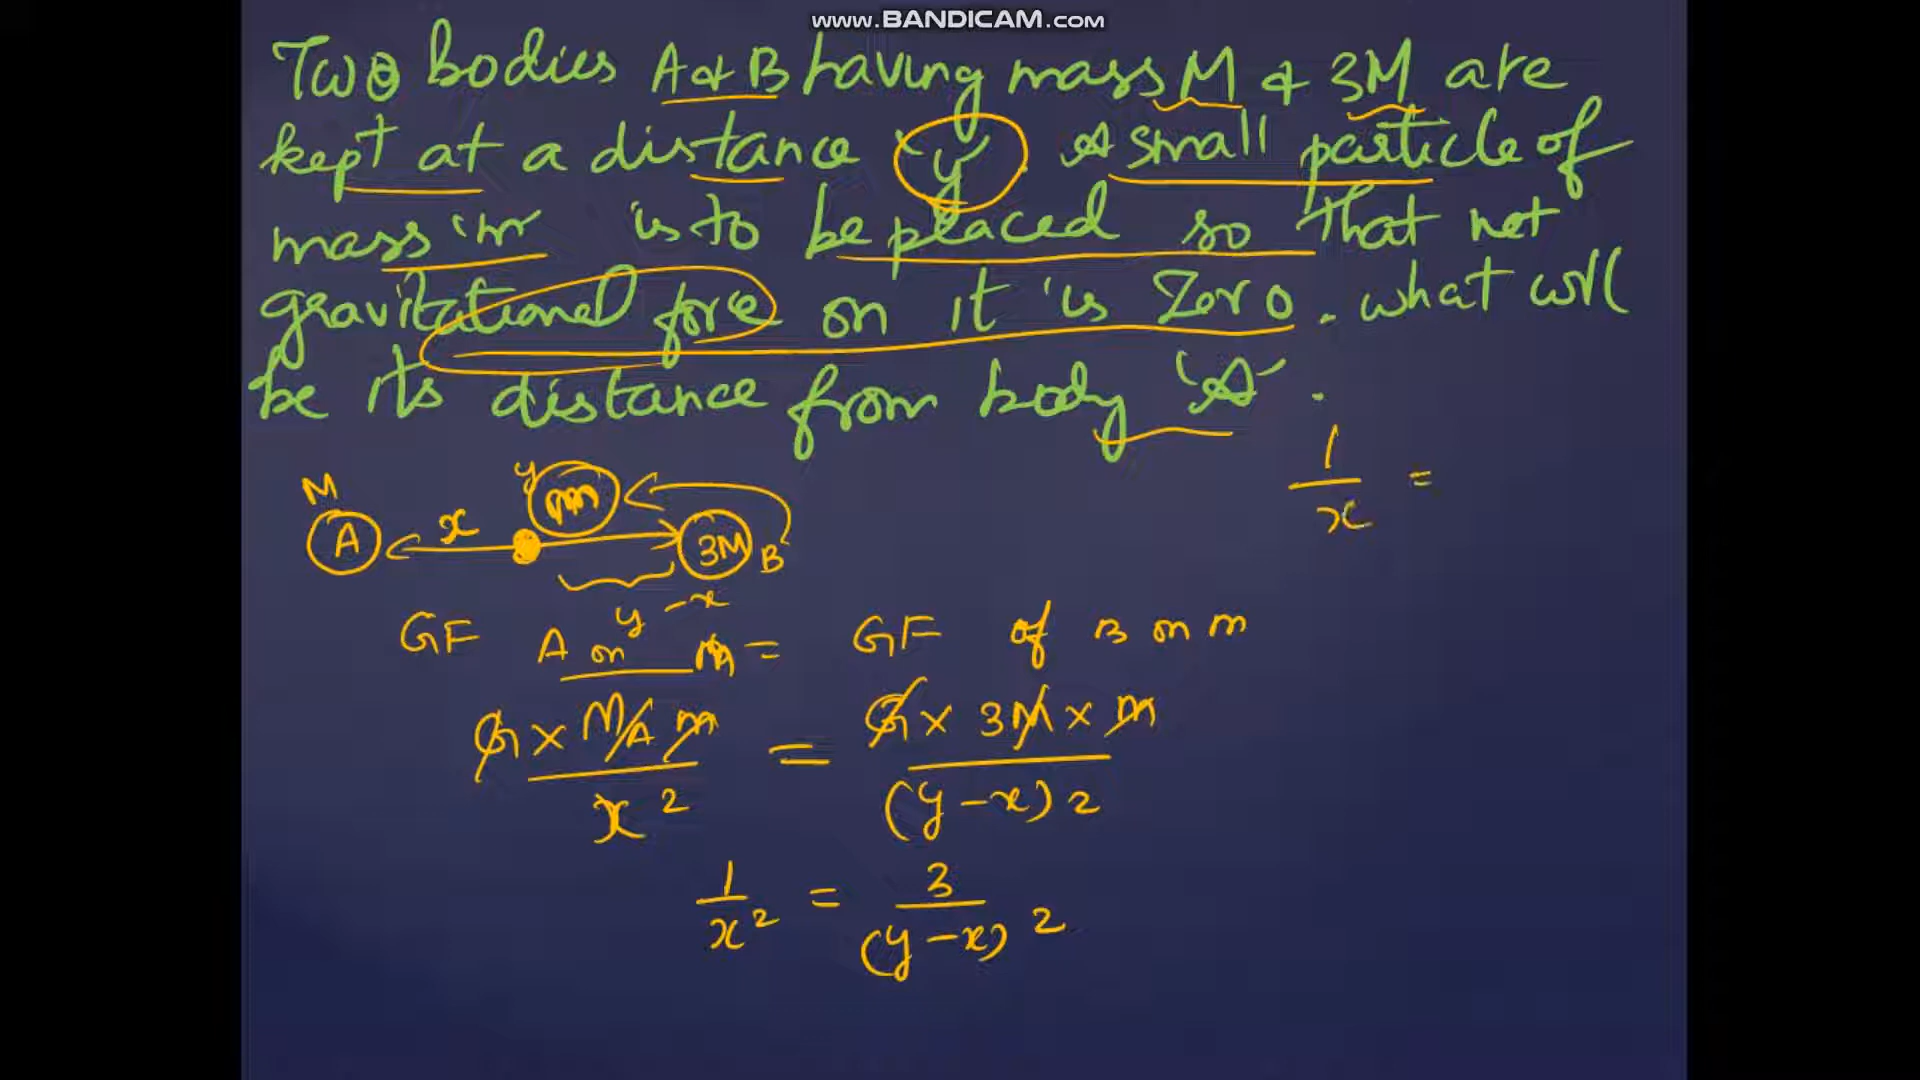 www.BANDICAM.com
Two bodies A & B having mass M & 3M are
kept at a distance 'y'. A small particle of
mass 'm' is to be placed so that net
gravitational force on it is Zero. what will
be its distance from body 'A'.
1/x =
M y m
A x 3M B
y-x
GF A on m = GF of B on m
G × M × m / x² = G × 3M × m / (y-x)²
1/x² = 3/(y-x)²